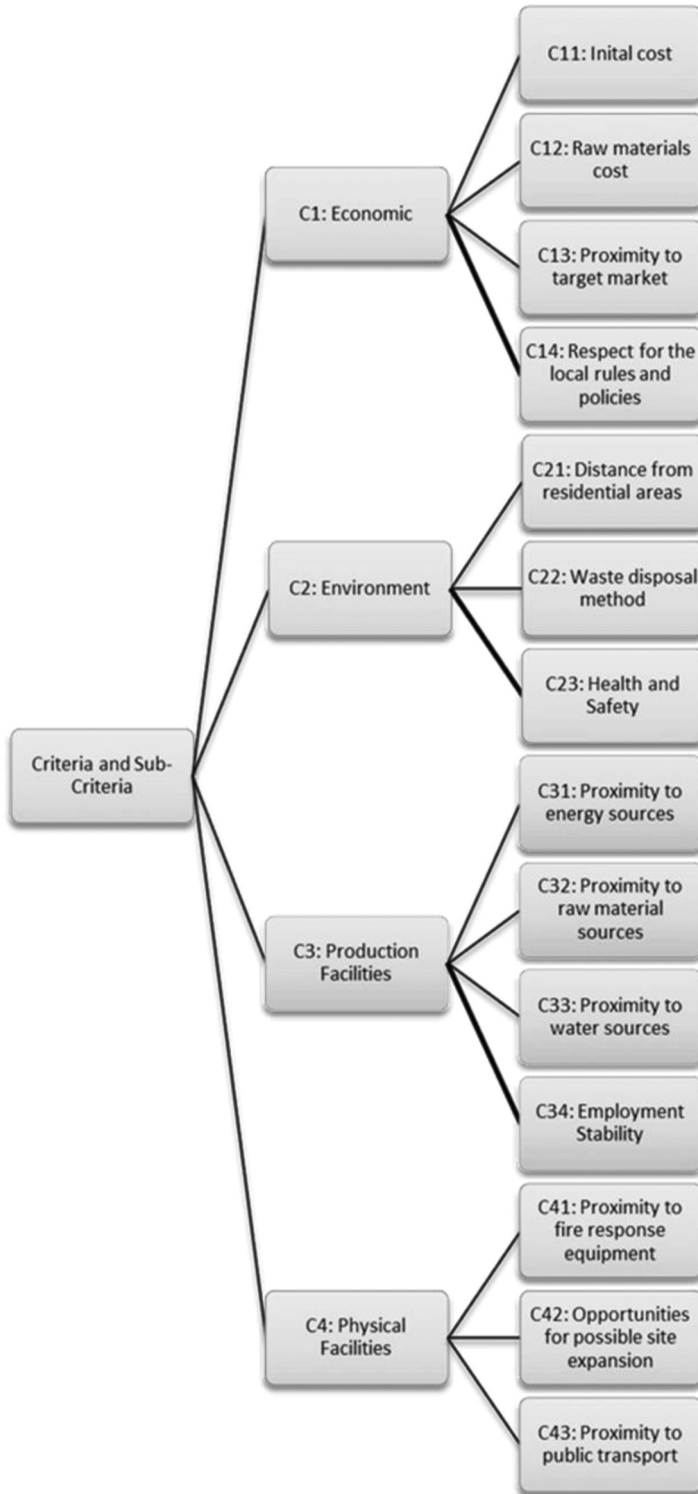 C11: Inital cost
C12: Raw materials
cost
C1: Economic
C13: Proximity to
target market
C14: Respect for the
local rules and
policies
C21: Distance from
residential areas
C2: Environment
C22: Waste disposal
method
C23: Health and
Safety
Criteria and Sub-
Criteria
C31: Proximity to
energy sources
C32: Proximity to
raw material
sources
C3: Production
Facilities
C33: Proximity to
water sources
C34: Employment
Stability
C41: Proximity to
fire response
equipment
C4: Physical
Facilities
C42: Opportunities
for possible site
expansion
C43: Proximity to
public transport